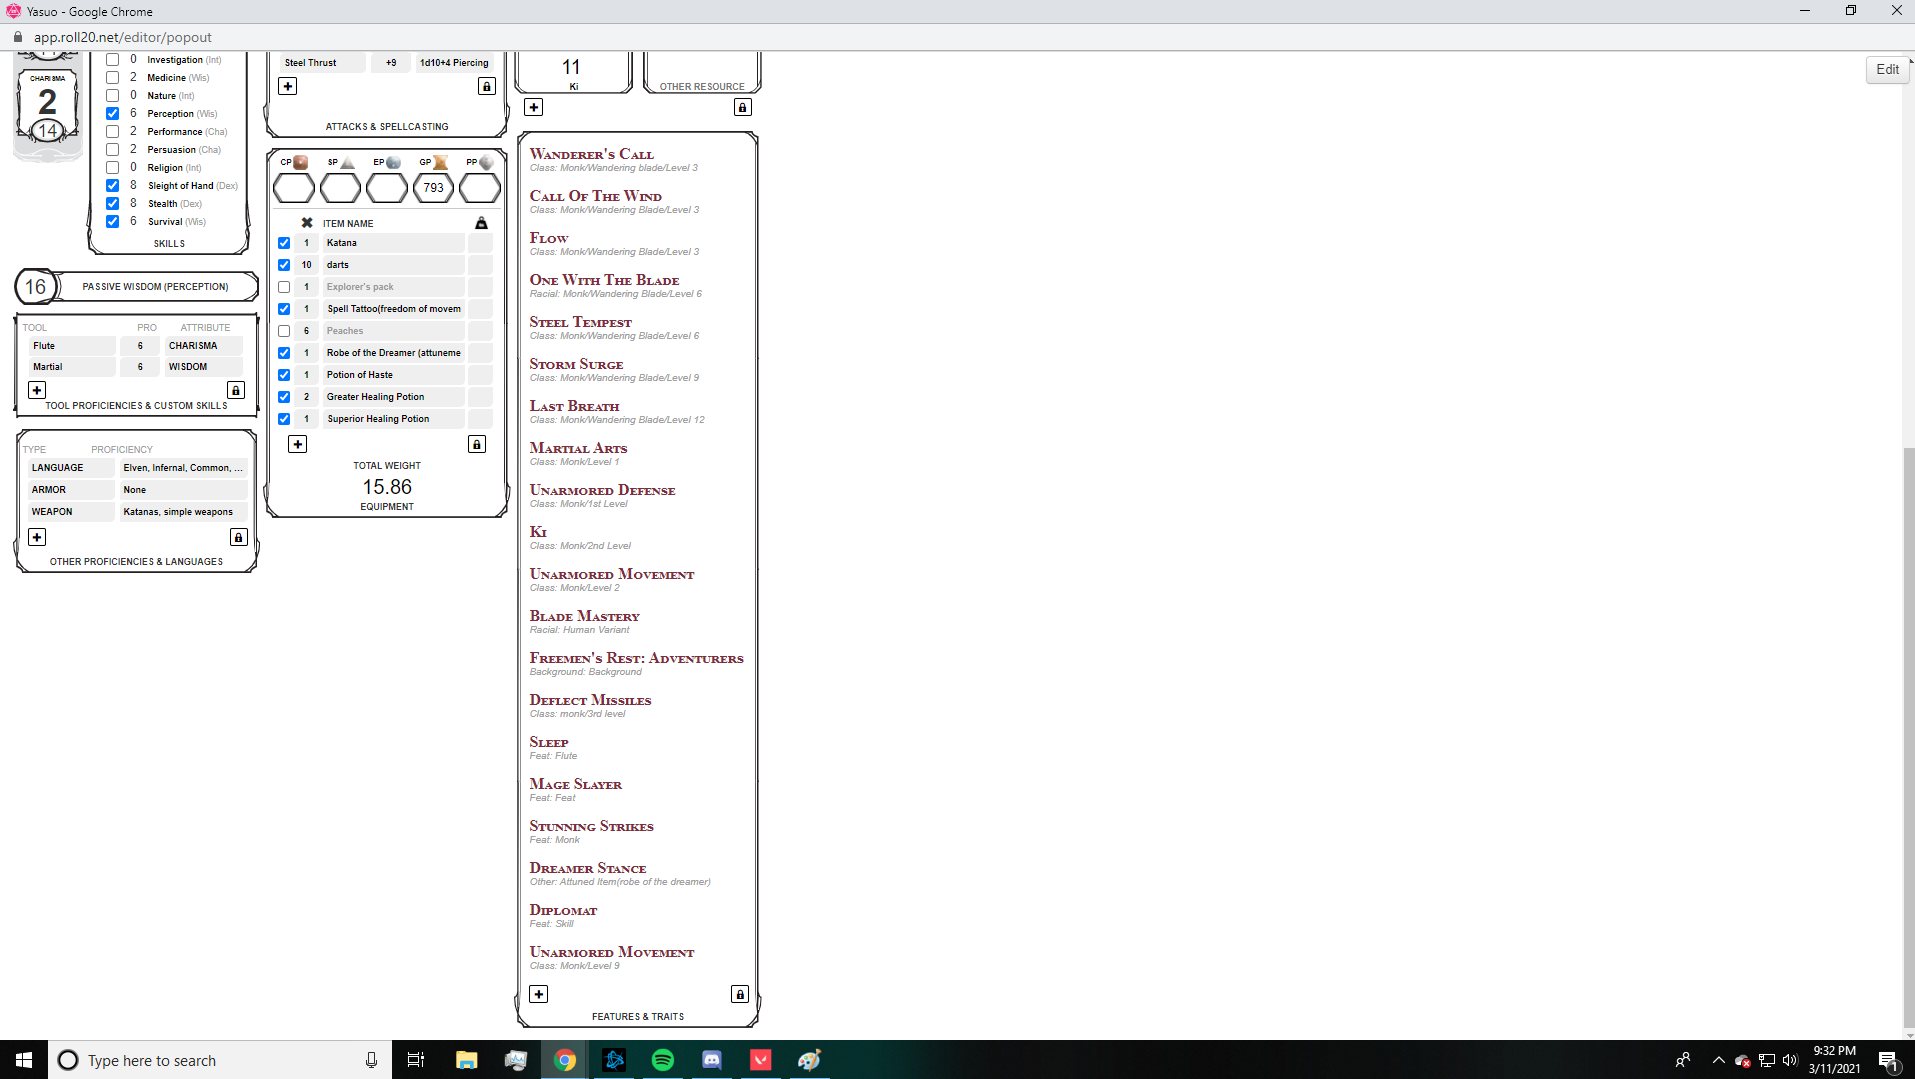 Yasuo - Google Chrome
app.roll20.net/editor/popout
Edit
CHARISMA
2
14
0 Investigation (Int)
2 Medicine (Wis)
0 Nature (Int)
6 Perception (Wis)
2 Performance (Cha)
2 Persuasion (Cha)
0 Religion (Int)
8 Sleight of Hand (Dex)
8 Stealth (Dex)
6 Survival (Wis)
SKILLS
16 PASSIVE WISDOM (PERCEPTION)
TOOL PRO ATTRIBUTE
Flute 6 CHARISMA
Martial 6 WISDOM
TOOL PROFICIENCIES & CUSTOM SKILLS
TYPE PROFICIENCY
LANGUAGE Elven, Infernal, Common, ...
ARMOR None
WEAPON Katanas, simple weapons
OTHER PROFICIENCIES & LANGUAGES
Steel Thrust +9 1d10+4 Piercing
ATTACKS & SPELLCASTING
CP SP EP GP PP
793
ITEM NAME
1 Katana
10 darts
1 Explorer's pack
1 Spell Tattoo(freedom of movem
6 Peaches
1 Robe of the Dreamer (attuneme
1 Potion of Haste
2 Greater Healing Potion
1 Superior Healing Potion
TOTAL WEIGHT
15.86
EQUIPMENT
11
Ki
OTHER RESOURCE
Wanderer's Call
Class: Monk/Wandering blade/Level 3
Call Of The Wind
Class: Monk/Wandering Blade/Level 3
Flow
Class: Monk/Wandering Blade/Level 3
One With The Blade
Racial: Monk/Wandering Blade/Level 6
Steel Tempest
Class: Monk/Wandering Blade/Level 6
Storm Surge
Class: Monk/Wandering Blade/Level 9
Last Breath
Class: Monk/Wandering Blade/Level 12
Martial Arts
Class: Monk/Level 1
Unarmored Defense
Class: Monk/1st Level
Ki
Class: Monk/2nd Level
Unarmored Movement
Class: Monk/Level 2
Blade Mastery
Racial: Human Variant
Freemen's Rest: Adventurers
Background: Background
Deflect Missiles
Class: monk/3rd level
Sleep
Feat: Flute
Mage Slayer
Feat: Feat
Stunning Strikes
Feat: Monk
Dreamer Stance
Other: Attuned Item(robe of the dreamer)
Diplomat
Feat: Skill
Unarmored Movement
Class: Monk/Level 9
FEATURES & TRAITS
Type here to search
9:32 PM
3/11/2021
1